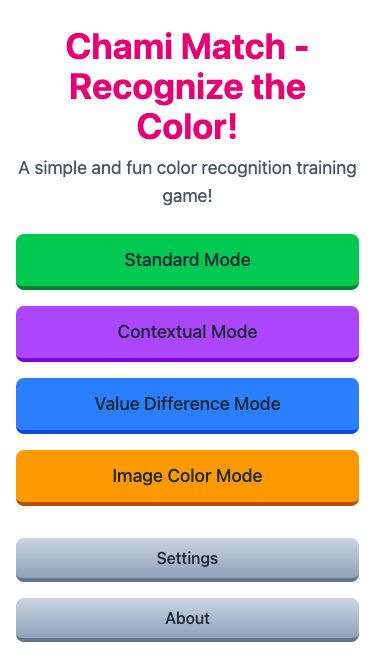 Chami Match -
Recognize the
Color!
A simple and fun color recognition training
game!
Standard Mode
Contextual Mode
Value Difference Mode
Image Color Mode
Settings
About